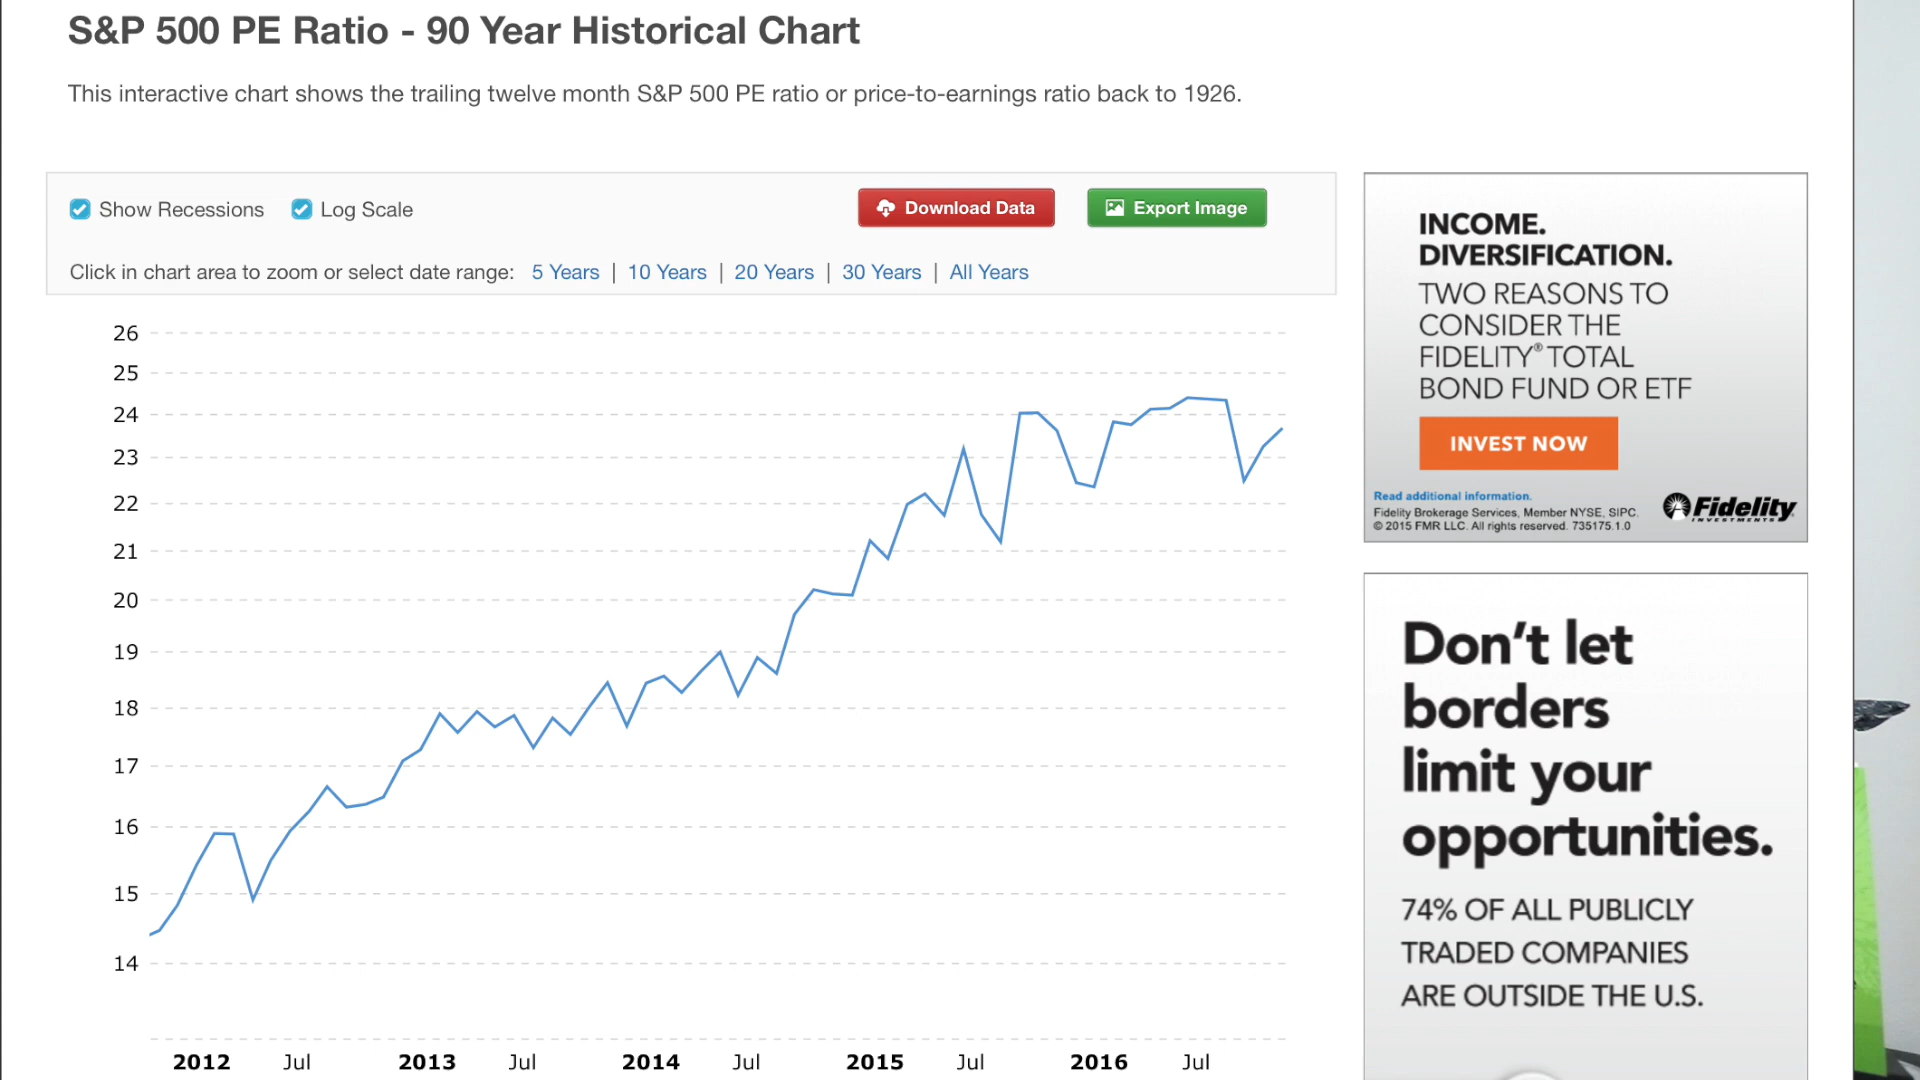 S&P 500 PE Ratio - 90 Year Historical Chart
This interactive chart shows the trailing twelve month S&P 500 PE ratio or price-to-earnings ratio back to 1926.
Show Recessions Log Scale Download Data Export Image
Click in chart area to zoom or select date range: 5 Years | 10 Years | 20 Years | 30 Years | All Years
26
25
24
23
22
21
20
19
18
17
16
15
14
2012 Jul 2013 Jul 2014 Jul 2015 Jul 2016 Jul
INCOME.
DIVERSIFICATION.
TWO REASONS TO
CONSIDER THE
FIDELITY® TOTAL
BOND FUND OR ETF
INVEST NOW
Read additional information.
Fidelity Brokerage Services, Member NYSE, SIPC.
© 2015 FMR LLC. All rights reserved. 735175.1.0
Fidelity
INVESTMENTS
Don't let
borders
limit your
opportunities.
74% OF ALL PUBLICLY
TRADED COMPANIES
ARE OUTSIDE THE U.S.